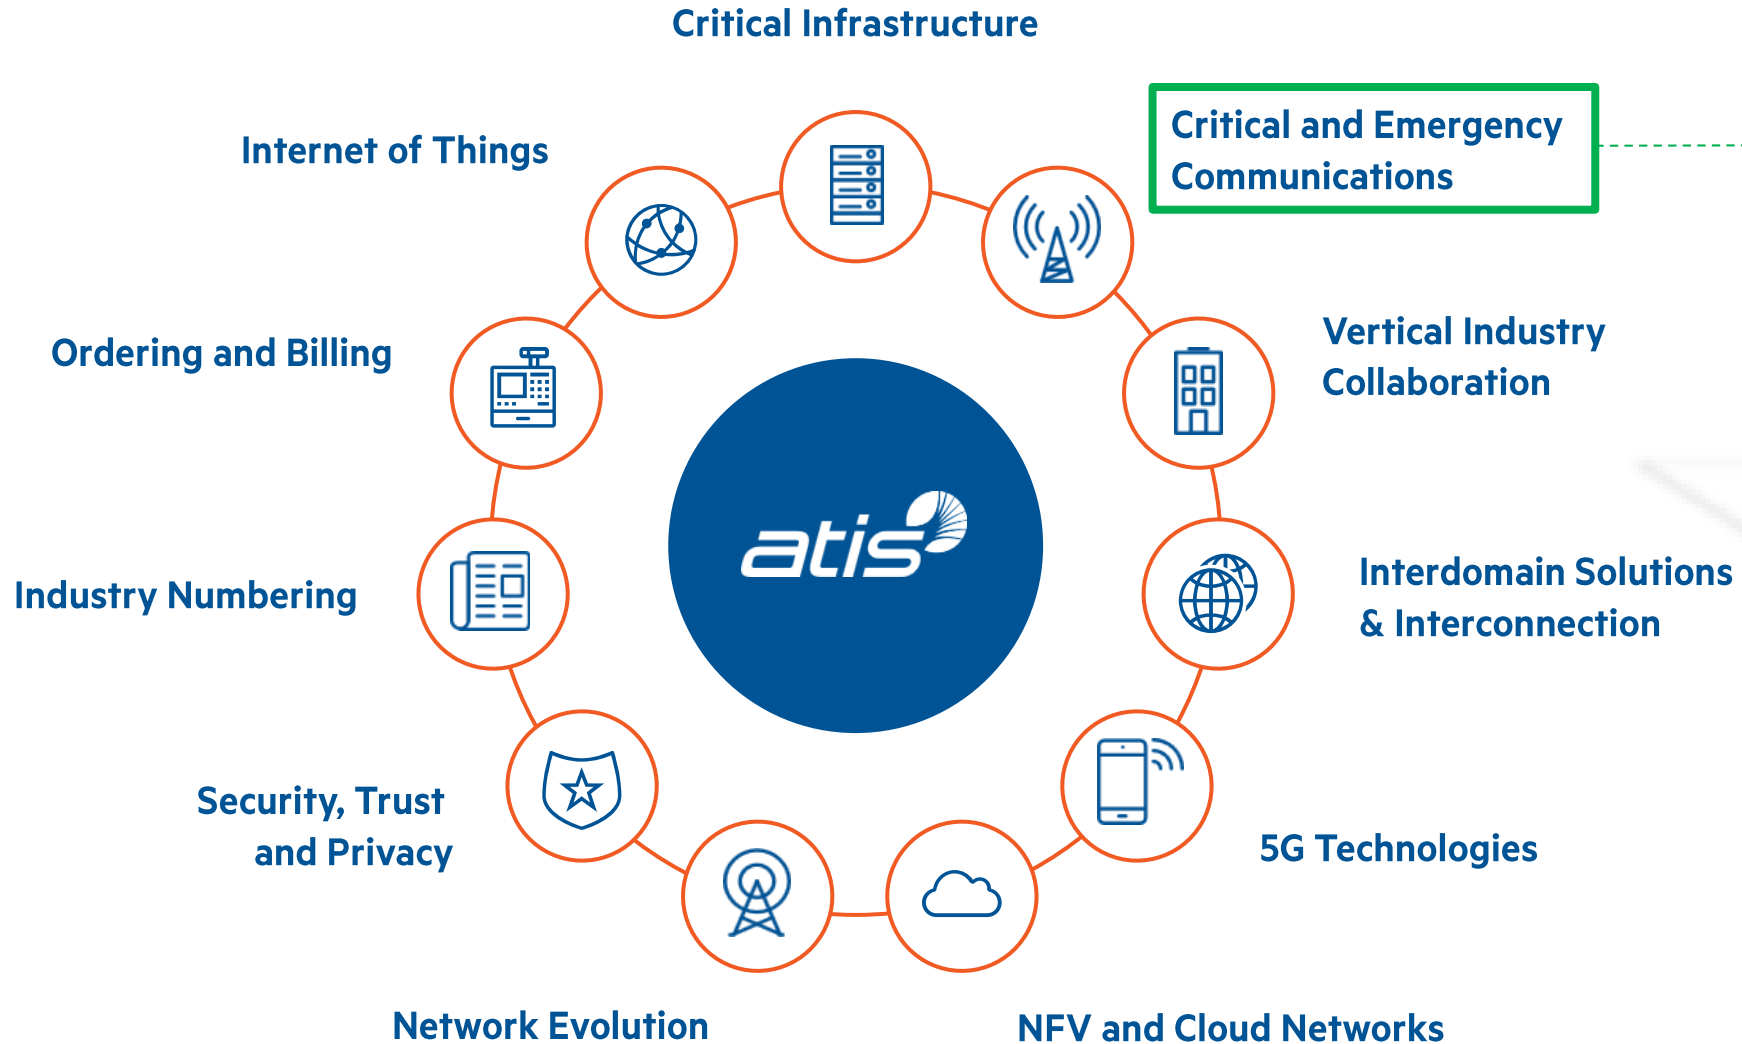 Critical Infrastructure
Critical and Emergency
Communications
Internet of Things
Vertical Industry
Collaboration
Ordering and Billing
atis
Interdomain Solutions
& Interconnection
Industry Numbering
Security, Trust
and Privacy
5G Technologies
Network Evolution
NFV and Cloud Networks